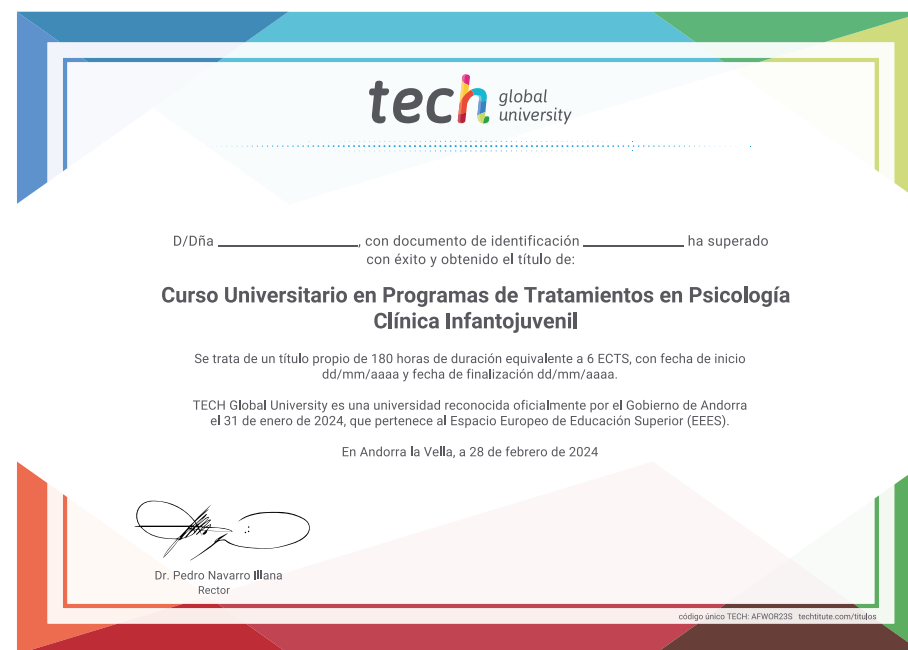 tech global university
D/Dña ____________, con documento de identificación __________ ha superado
con éxito y obtenido el título de:
Curso Universitario en Programas de Tratamientos en Psicología
Clínica Infantojuvenil
Se trata de un título propio de 180 horas de duración equivalente a 6 ECTS, con fecha de inicio
dd/mm/aaaa y fecha de finalización dd/mm/aaaa.
TECH Global University es una universidad reconocida oficialmente por el Gobierno de Andorra
el 31 de enero de 2024, que pertenece al Espacio Europeo de Educación Superior (EEES).
En Andorra la Vella, a 28 de febrero de 2024
Dr. Pedro Navarro Illana
Rector
código único TECH: AFWOR23S techtitute.com/titulos